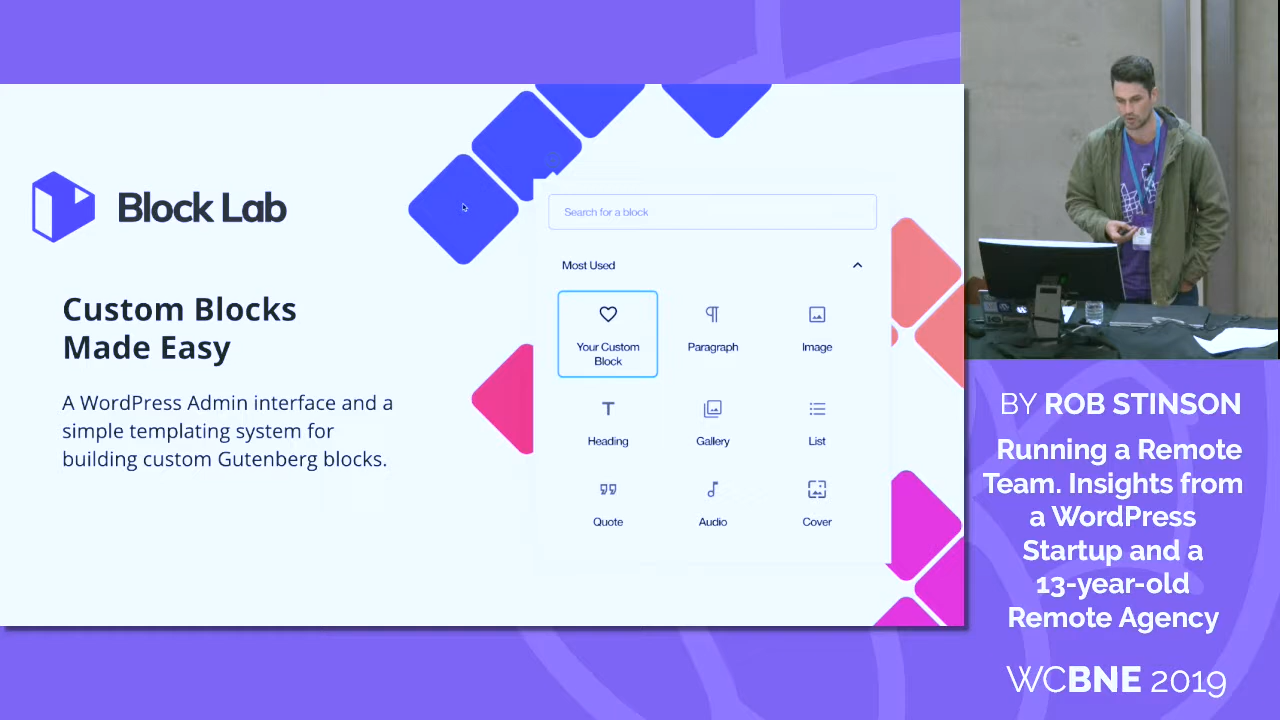 Block Lab
Custom Blocks
Made Easy
A WordPress Admin interface and a
simple templating system for
building custom Gutenberg blocks.
Search for a block
Most Used
Your Custom
Block
Paragraph
Image
Heading
Gallery
List
Quote
Audio
Cover
BY ROB STINSON
Running a Remote
Team. Insights from
a WordPress
Startup and a
13-year-old
Remote Agency
WCBNE 2019